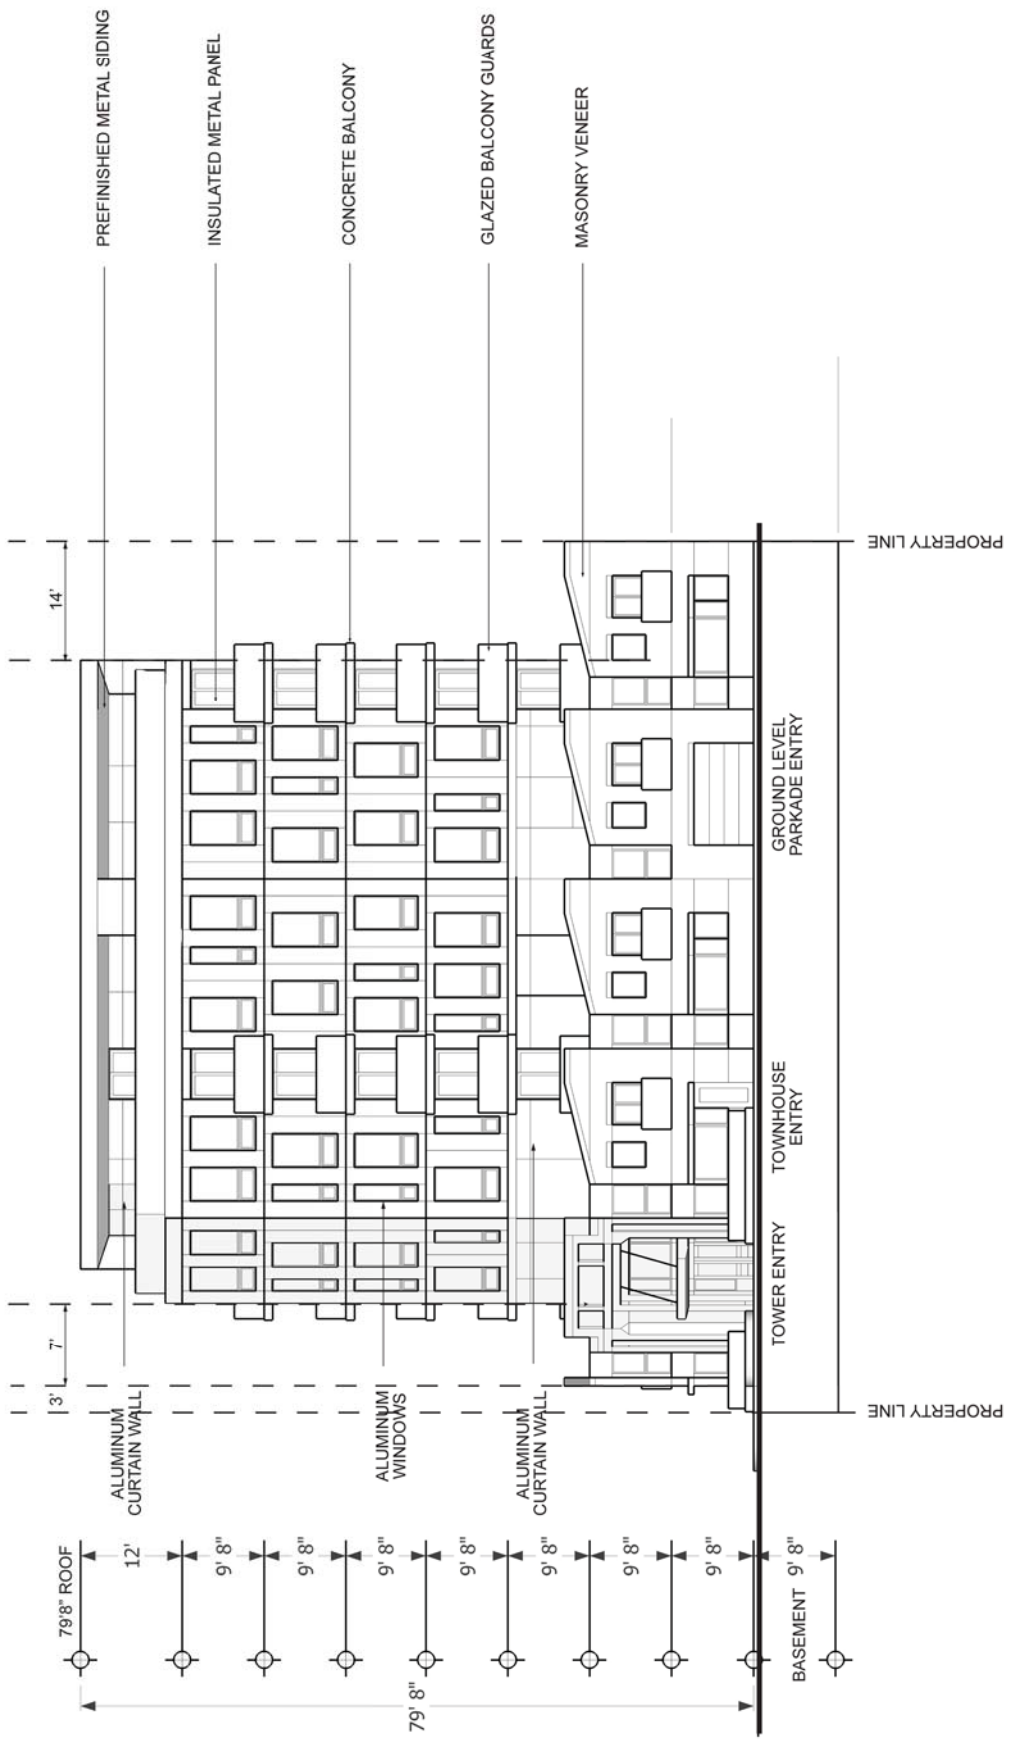 PREFINISHED METAL SIDING
INSULATED METAL PANEL
CONCRETE BALCONY
GLAZED BALCONY GUARDS
MASONRY VENEER
14'
7'
3'
PROPERTY LINE
GROUND LEVEL
PARKADE ENTRY
TOWNHOUSE
ENTRY
TOWER ENTRY
PROPERTY LINE
ALUMINUM
CURTAIN WALL
ALUMINUM
WINDOWS
ALUMINUM
CURTAIN WALL
79'8" ROOF
12'
9' 8"
9' 8"
9' 8"
9' 8"
9' 8"
9' 8"
9' 8"
9' 8"
BASEMENT
79' 8"